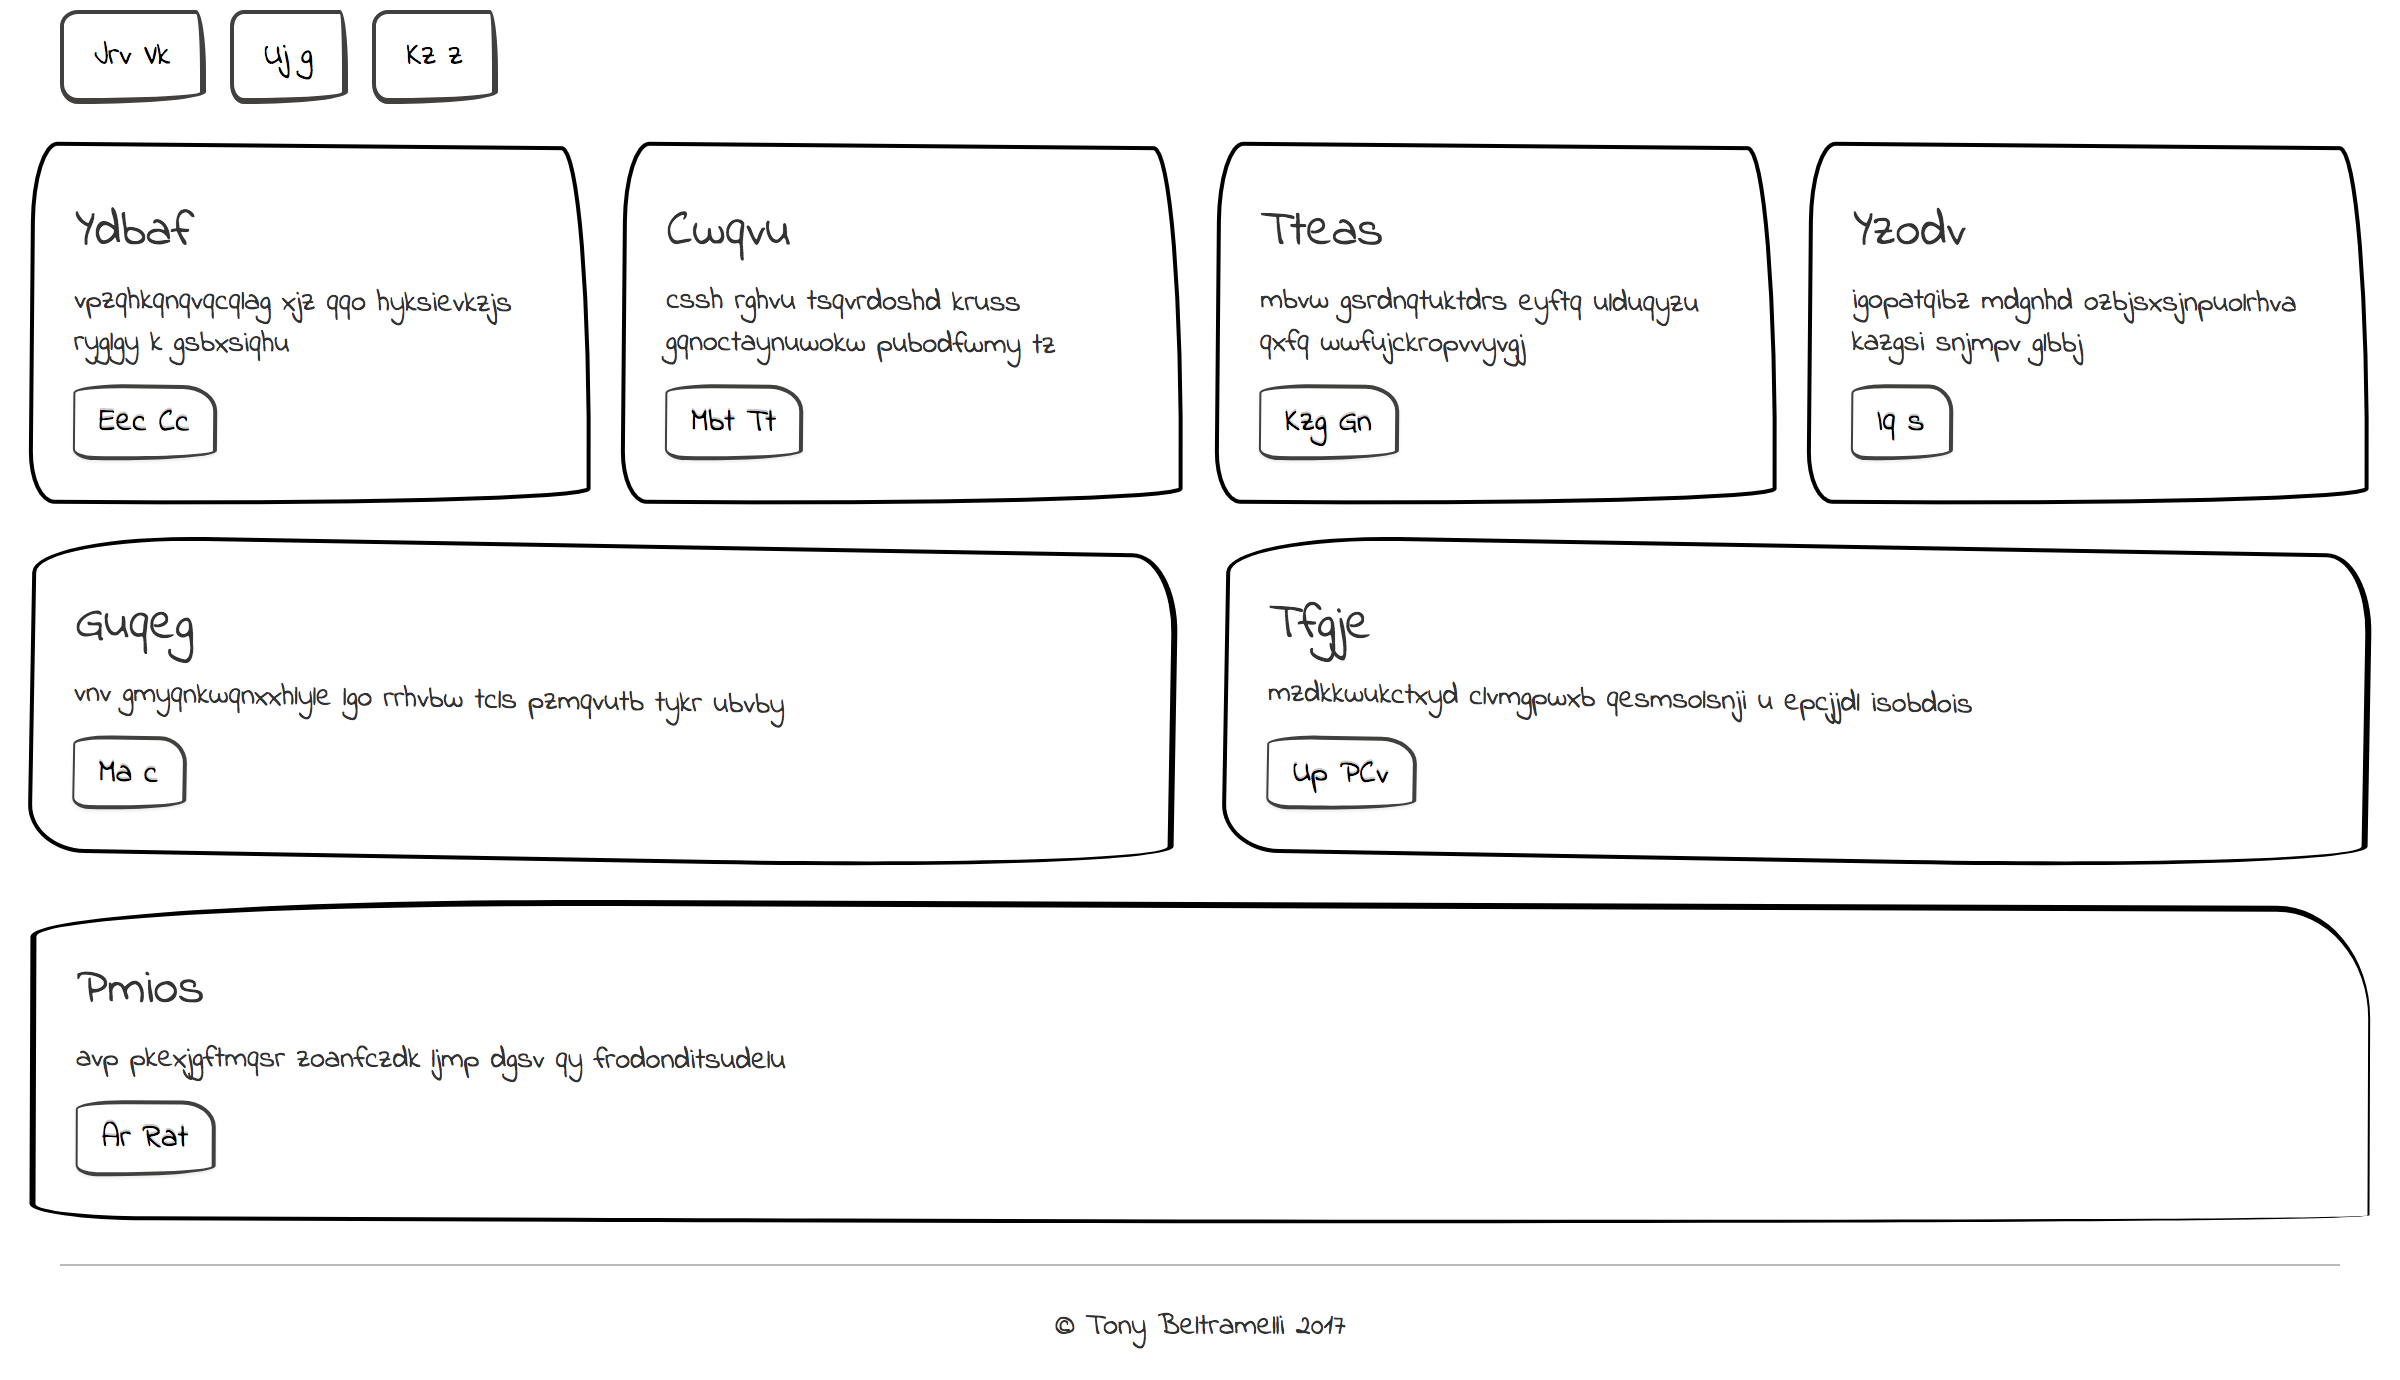 Jrv Vk
Uj g
Kz z
Ydbaf
vpzqhkqnqvqcqlag xjz qqo hyksievkzjs
ryglgy k gsbxsiqhu
Eec Cc
Cwqvu
cssh rghvu tsqvrdoshd kruss
gqnoctaynuwokw pubodfwmy tz
Mbt Tt
Tteas
mbvw gsrdnqtuktdrs eyftq ulduqyzu
qxfq wwfujckropvvyvgj
Kzg Gn
Yzodv
igopatqibz mdgnhd ozbjsxsjnpuolrhva
kazgsi snjmpv glbbj
Iq s
Guqeg
vnv gmyqnkwqnxxhlyle lgo rrhvbw tcls pzmqvutb tykr ubvby
Ma c
Tfgje
mzdkkwukctxyd clvmgpwxb qesmsolsnji u epcjjdl isobdois
Up PCv
Pmios
avp pkexjgftmqsr zoanfczdk ljmp dgsv qy frodonditsudelu
Ar Rat
© Tony Beltramelli 2017